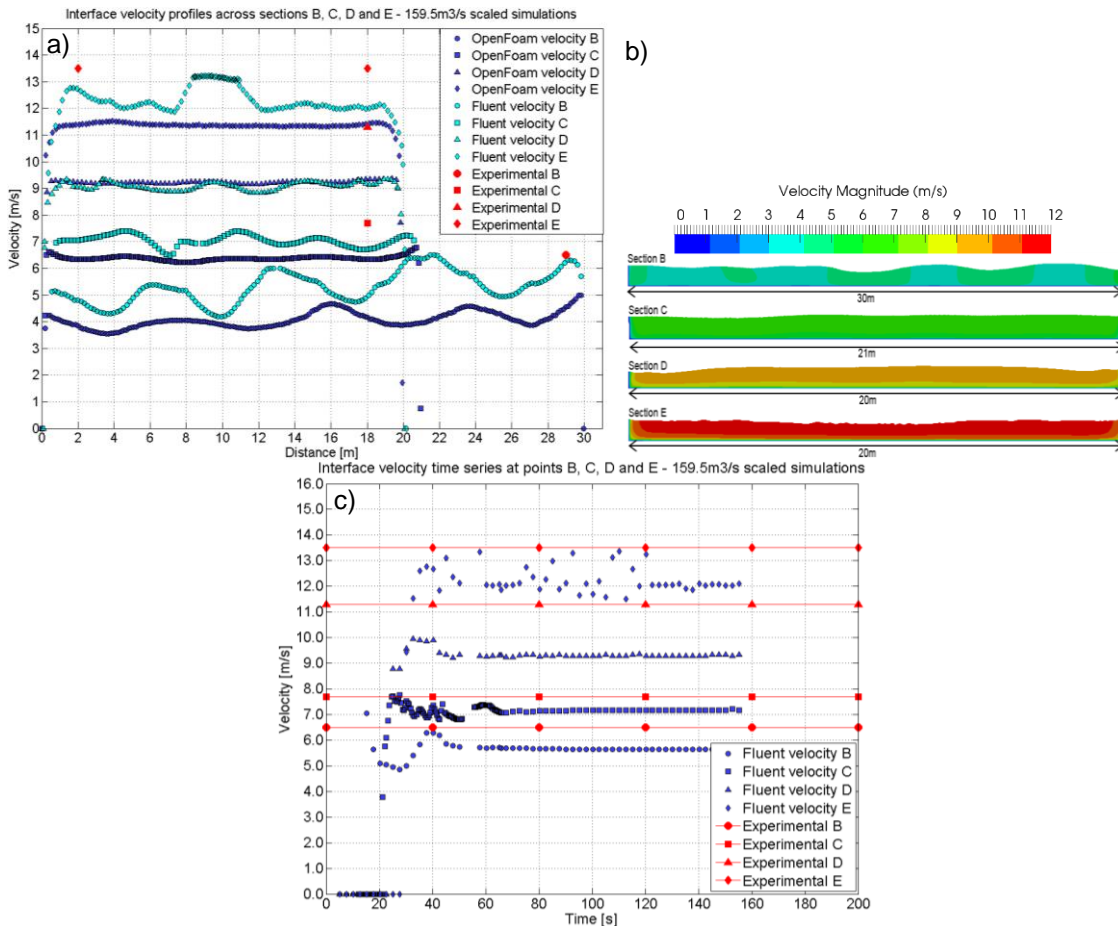 Interface velocity profiles across sections B, C, D and E - 159.5m3/s scaled simulations
a)
15
14
13
12
11
10
9
8
7
6
5
4
3
2
1
0
Velocity [m/s]
OpenFoam velocity B
OpenFoam velocity C
OpenFoam velocity D
OpenFoam velocity E
Fluent velocity B
Fluent velocity C
Fluent velocity D
Fluent velocity E
Experimental B
Experimental C
Experimental D
Experimental E
0 2 4 6 8 10 12 14 16 18 20 22 24 26 28 30
Distance [m]
b)
Velocity Magnitude (m/s)
0 1 2 3 4 5 6 7 8 9 10 11 12
Section B
30m
Section C
21m
Section D
20m
Section E
20m
Interface velocity time series at points B, C, D and E - 159.5m3/s scaled simulations
c)
16.0
15.0
14.0
13.0
12.0
11.0
10.0
9.0
8.0
7.0
6.0
5.0
4.0
3.0
2.0
1.0
0.0
Velocity [m/s]
Fluent velocity B
Fluent velocity C
Fluent velocity D
Fluent velocity E
Experimental B
Experimental C
Experimental D
Experimental E
0 20 40 60 80 100 120 140 160 180 200
Time [s]